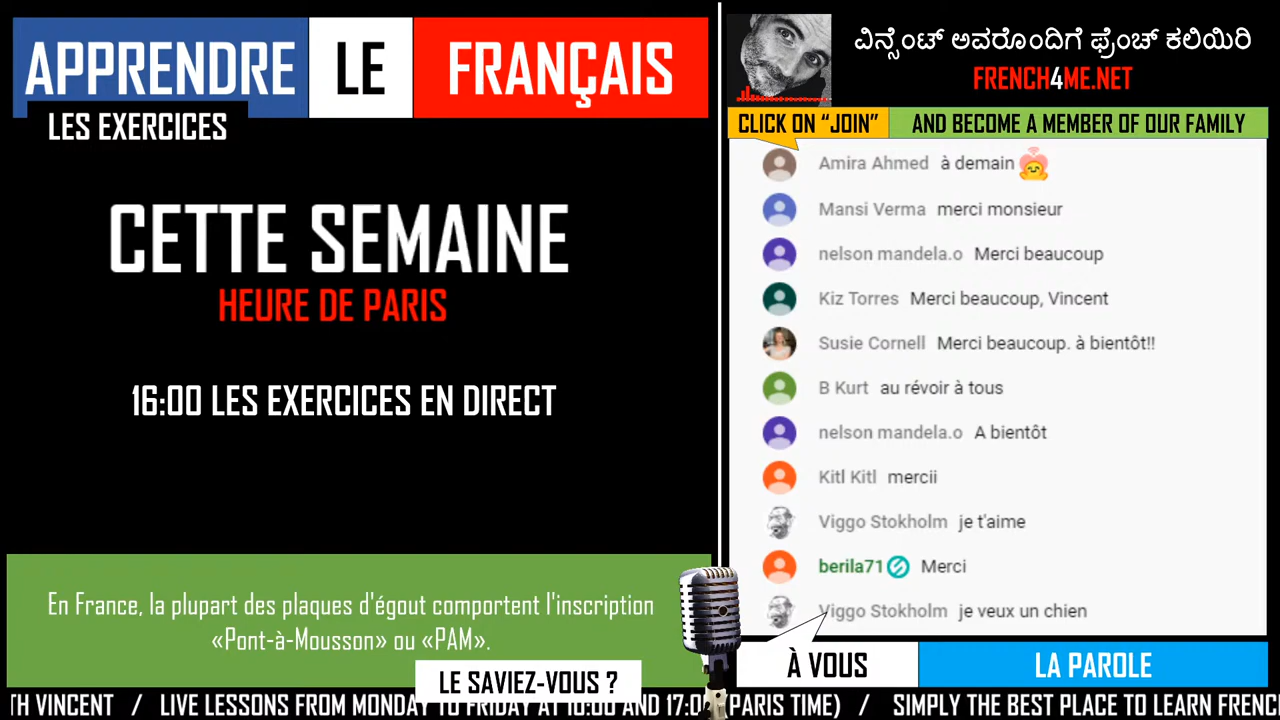 APPRENDRE LE FRANÇAIS
LES EXERCICES
CETTE SEMAINE
HEURE DE PARIS
16:00 LES EXERCICES EN DIRECT
En France, la plupart des plaques d'égout comportent l'inscription
«Pont-à-Mousson» ou «PAM».
LE SAVIEZ-VOUS ?
ವಿನ್ಸೆಂಟ್ ಅವರೊಂದಿಗೆ ಫ್ರೆಂಚ್ ಕಲಿಯಿರಿ
FRENCH4ME.NET
CLICK ON “JOIN” AND BECOME A MEMBER OF OUR FAMILY
Amira Ahmed à demain
Mansi Verma merci monsieur
nelson mandela.o Merci beaucoup
Kiz Torres Merci beaucoup, Vincent
Susie Cornell Merci beaucoup. à bientôt!!
B Kurt au révoir à tous
nelson mandela.o A bientôt
Kitl Kitl mercii
Viggo Stokholm je t'aime
berila71 Merci
Viggo Stokholm je veux un chien
À VOUS LA PAROLE
TH VINCENT / LIVE LESSONS FROM MONDAY TO FRIDAY AT 10:00 AND 17:00 (PARIS TIME) / SIMPLY THE BEST PLACE TO LEARN FRENC